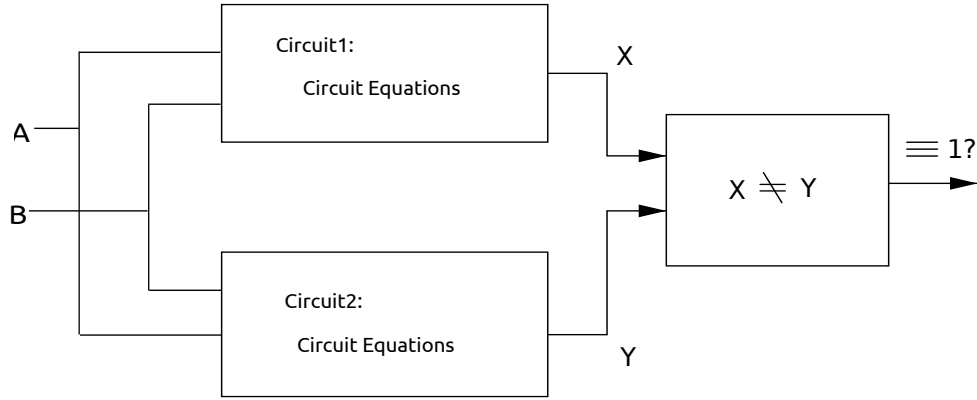 Circuit1:
Circuit Equations
X
A
B
X ≢ Y
≡ 1?
Circuit2:
Circuit Equations
Y